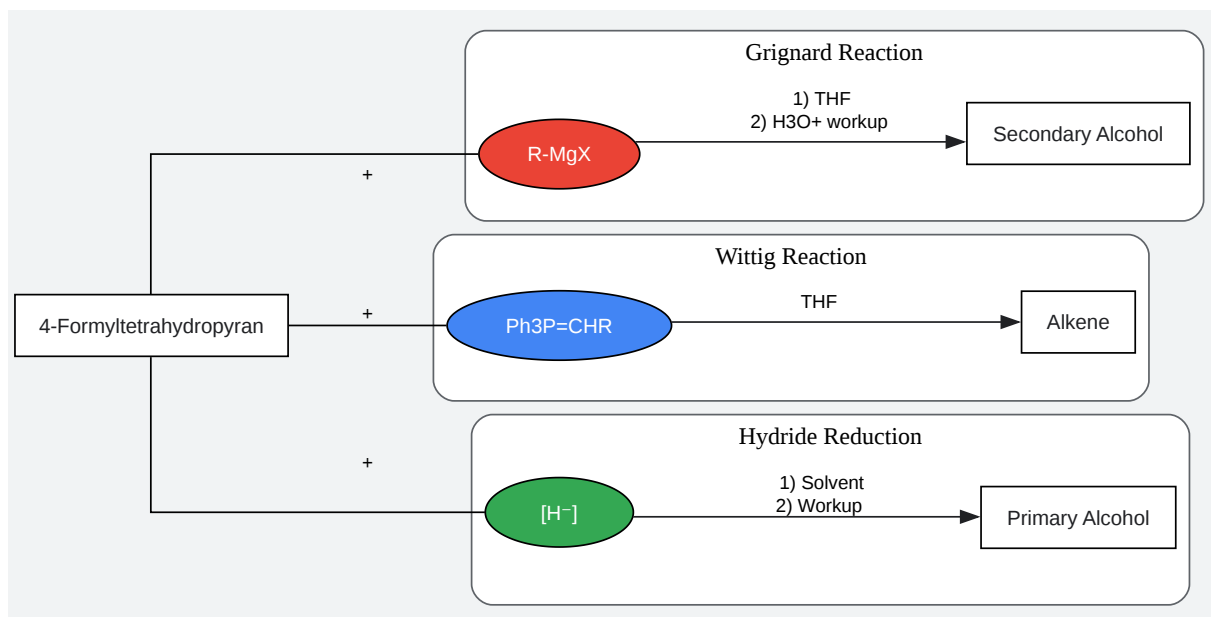 Grignard Reaction
1) THF
2) H3O+ workup
R-MgX
Secondary Alcohol
+
Wittig Reaction
THF
4-Formyltetrahydropyran
+
Ph3P=CHR
Alkene
Hydride Reduction
+
1) Solvent
2) Workup
[H⁻]
Primary Alcohol